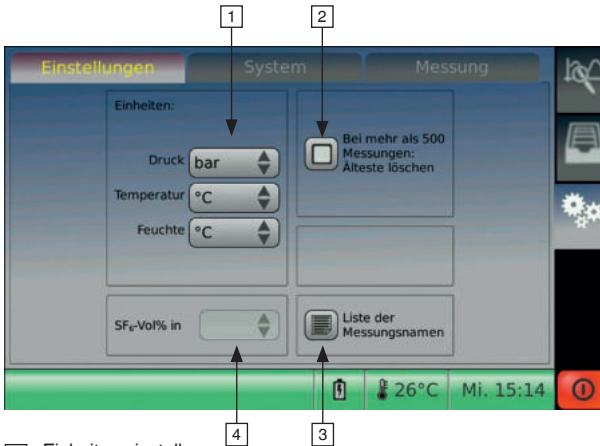 1 2
Einstellungen System Messung
Einheiten:
Druck bar
Temperatur °C
Feuchte °C
Bei mehr als 500
Messungen:
Älteste löschen
SF₆-Vol% in
Liste der
Messungsnamen
26°C Mi. 15:14
4 3